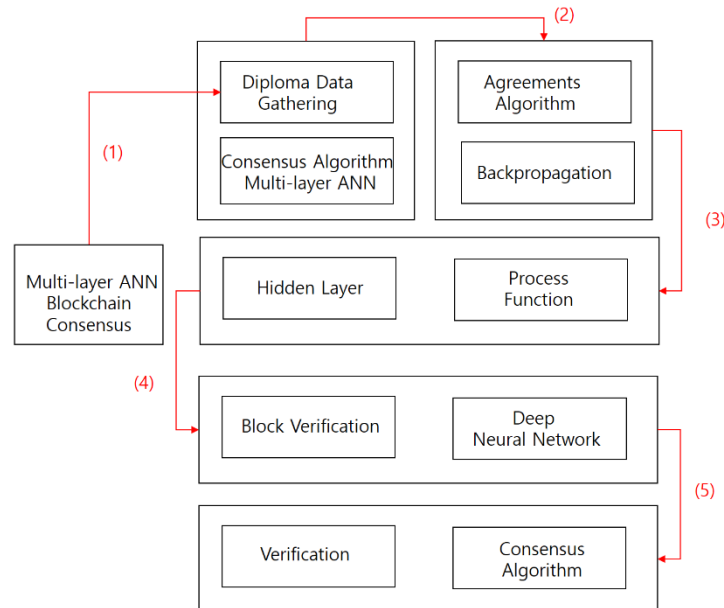 (2)
Diploma Data
Gathering
Agreements
Algorithm
(1)
Consensus Algorithm
Multi-layer ANN
Backpropagation
(3)
Multi-layer ANN
Blockchain
Consensus
Hidden Layer
Process
Function
(4)
Block Verification
Deep
Neural Network
(5)
Verification
Consensus
Algorithm